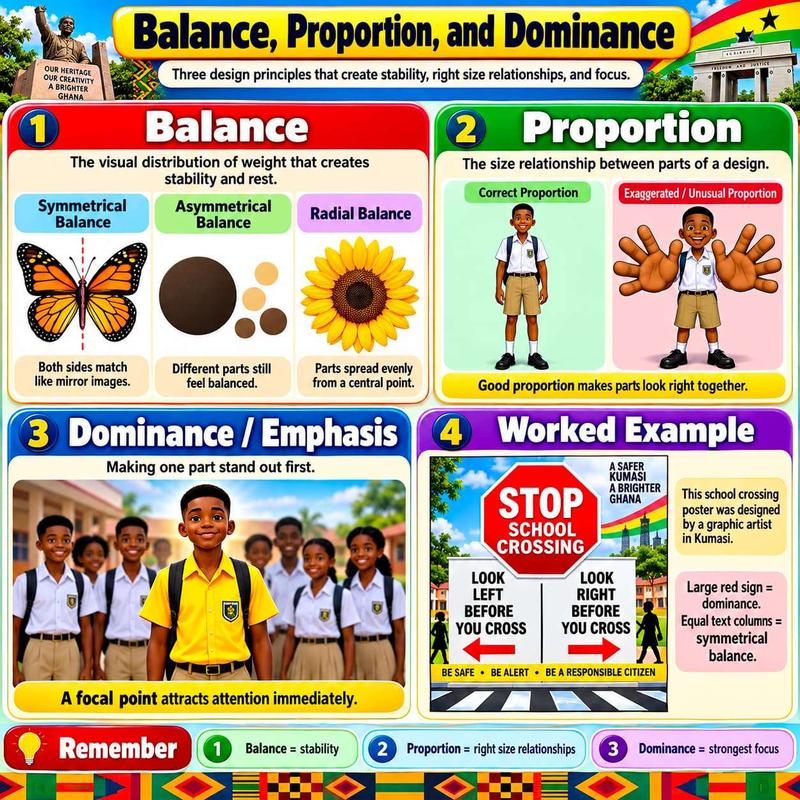 Balance, Proportion, and Dominance
Three design principles that create stability, right size relationships, and focus.
OUR HERITAGE
OUR CREATIVITY
A BRIGHTER
GHANA
FREEDOM AND JUSTICE
1 Balance
The visual distribution of weight that creates
stability and rest.
Symmetrical
Balance
Both sides match
like mirror images.
Asymmetrical
Balance
Different parts still
feel balanced.
Radial Balance
Parts spread evenly
from a central point.
2 Proportion
The size relationship between parts of a design.
Correct Proportion
Exaggerated / Unusual Proportion
Good proportion makes parts look right together.
3 Dominance / Emphasis
Making one part stand out first.
A focal point attracts attention immediately.
4 Worked Example
A SAFER
KUMASI
A BRIGHTER
GHANA
STOP
SCHOOL
CROSSING
LOOK
LEFT
BEFORE
YOU CROSS
LOOK
RIGHT
BEFORE
YOU CROSS
BE SAFE • BE ALERT • BE A RESPONSIBLE CITIZEN
This school crossing
poster was designed
by a graphic artist
in Kumasi.
Large red sign =
dominance.
Equal text columns =
symmetrical
balance.
Remember
1 Balance = stability
2 Proportion = right size relationships
3 Dominance = strongest focus